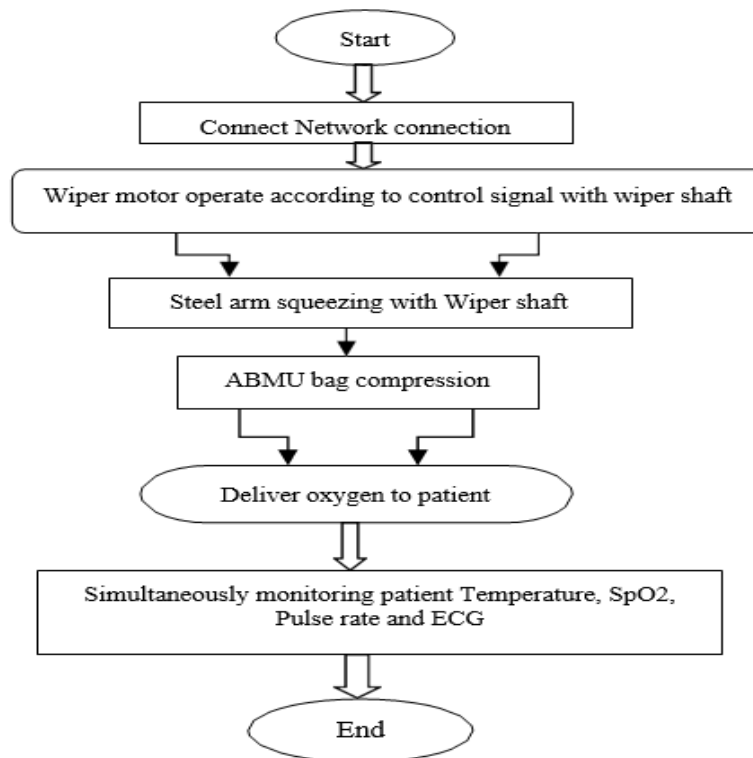 Start
Connect Network connection
Wiper motor operate according to control signal with wiper shaft
Steel arm squeezing with Wiper shaft
ABMU bag compression
Deliver oxygen to patient
Simultaneously monitoring patient Temperature, SpO2,
Pulse rate and ECG
End